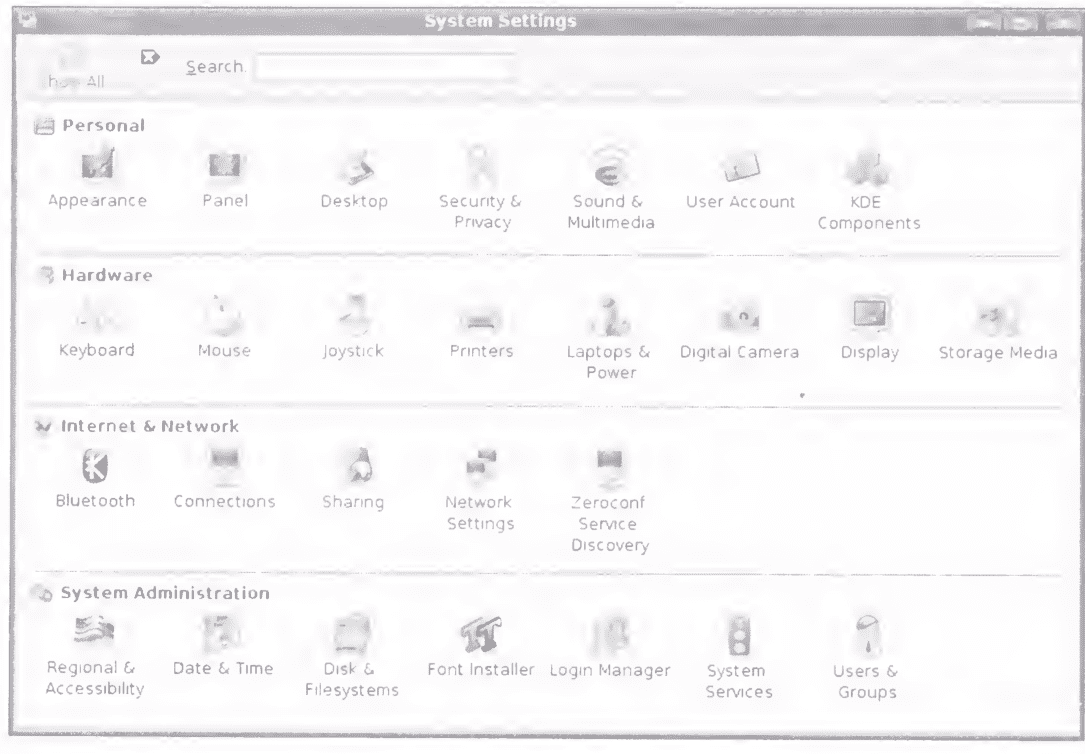 System Settings
Search:
how All
Personal
Appearance Panel Desktop Security & Privacy Sound & Multimedia User Account KDE Components
Hardware
Keyboard Mouse Joystick Printers Laptops & Power Digital Camera Display Storage Media
Internet & Network
Bluetooth Connections Sharing Network Settings Zeroconf Service Discovery
System Administration
Regional & Accessibility Date & Time Disk & Filesystems Font Installer Login Manager System Services Users & Groups